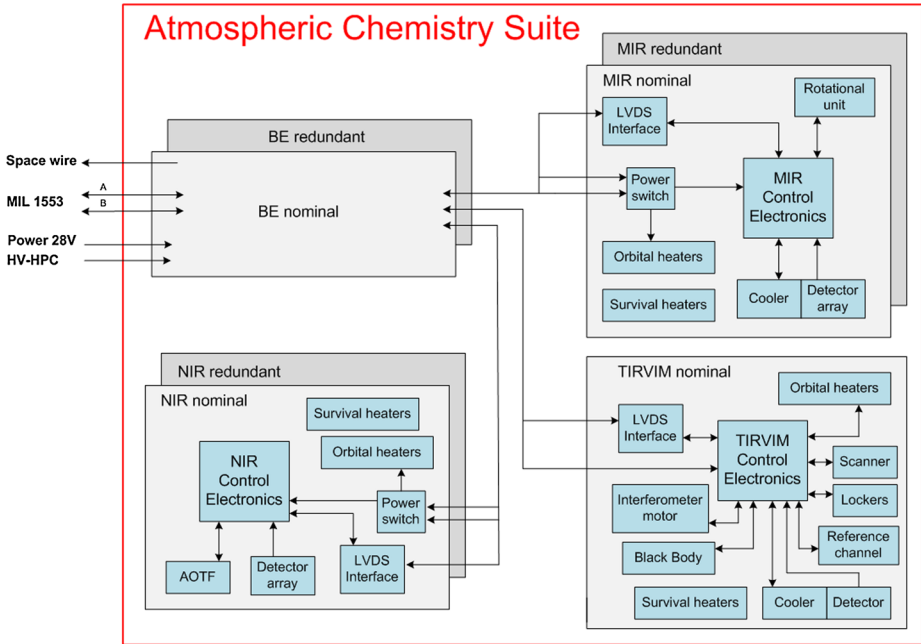 Atmospheric Chemistry Suite
Space wire
MIL 1553
A
B
Power 28V
HV-HPC
BE redundant
BE nominal
MIR redundant
MIR nominal
LVDS
Interface
Rotational
unit
Power
switch
MIR
Control
Electronics
Orbital heaters
Survival heaters
Cooler
Detector
array
NIR redundant
NIR nominal
Survival heaters
Orbital heaters
NIR
Control
Electronics
Power
switch
AOTF
Detector
array
LVDS
Interface
TIRVIM nominal
Orbital heaters
LVDS
Interface
TIRVIM
Control
Electronics
Scanner
Interferometer
motor
Lockers
Black Body
Reference
channel
Survival heaters
Cooler
Detector